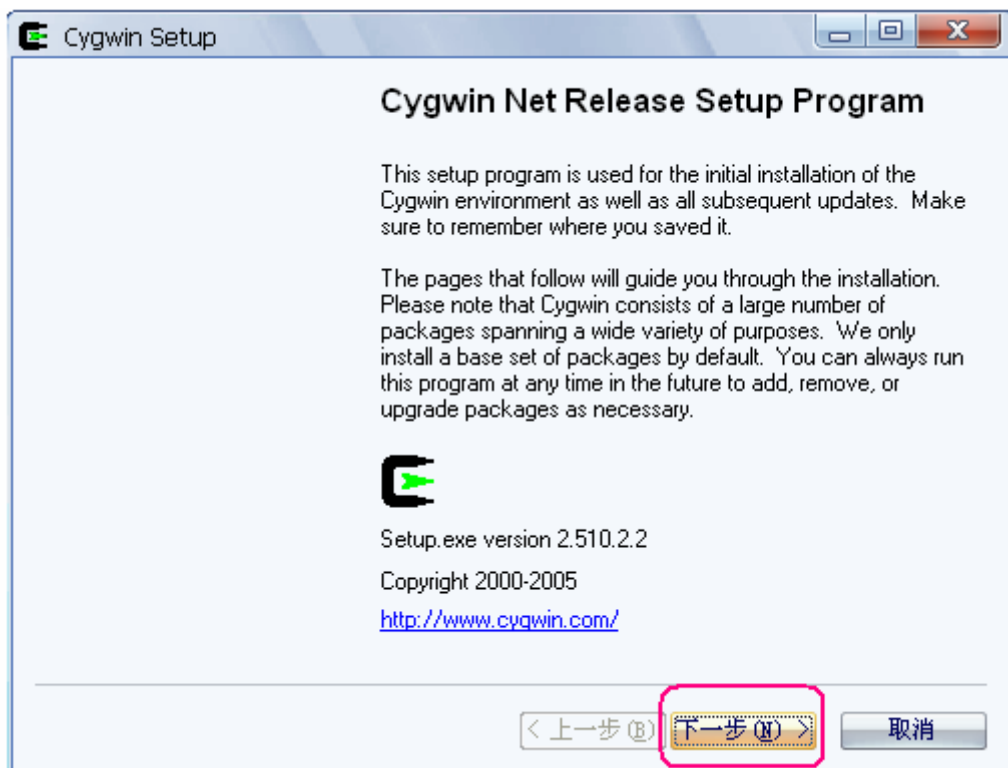 Cygwin Setup
Cygwin Net Release Setup Program
This setup program is used for the initial installation of the
Cygwin environment as well as all subsequent updates.  Make
sure to remember where you saved it.
The pages that follow will guide you through the installation.
Please note that Cygwin consists of a large number of
packages spanning a wide variety of purposes.  We only
install a base set of packages by default.  You can always run
this program at any time in the future to add, remove, or
upgrade packages as necessary.
Setup.exe version 2.510.2.2
Copyright 2000-2005
http://www.cygwin.com/
< 上一步(B) 下一步(N) > 取消